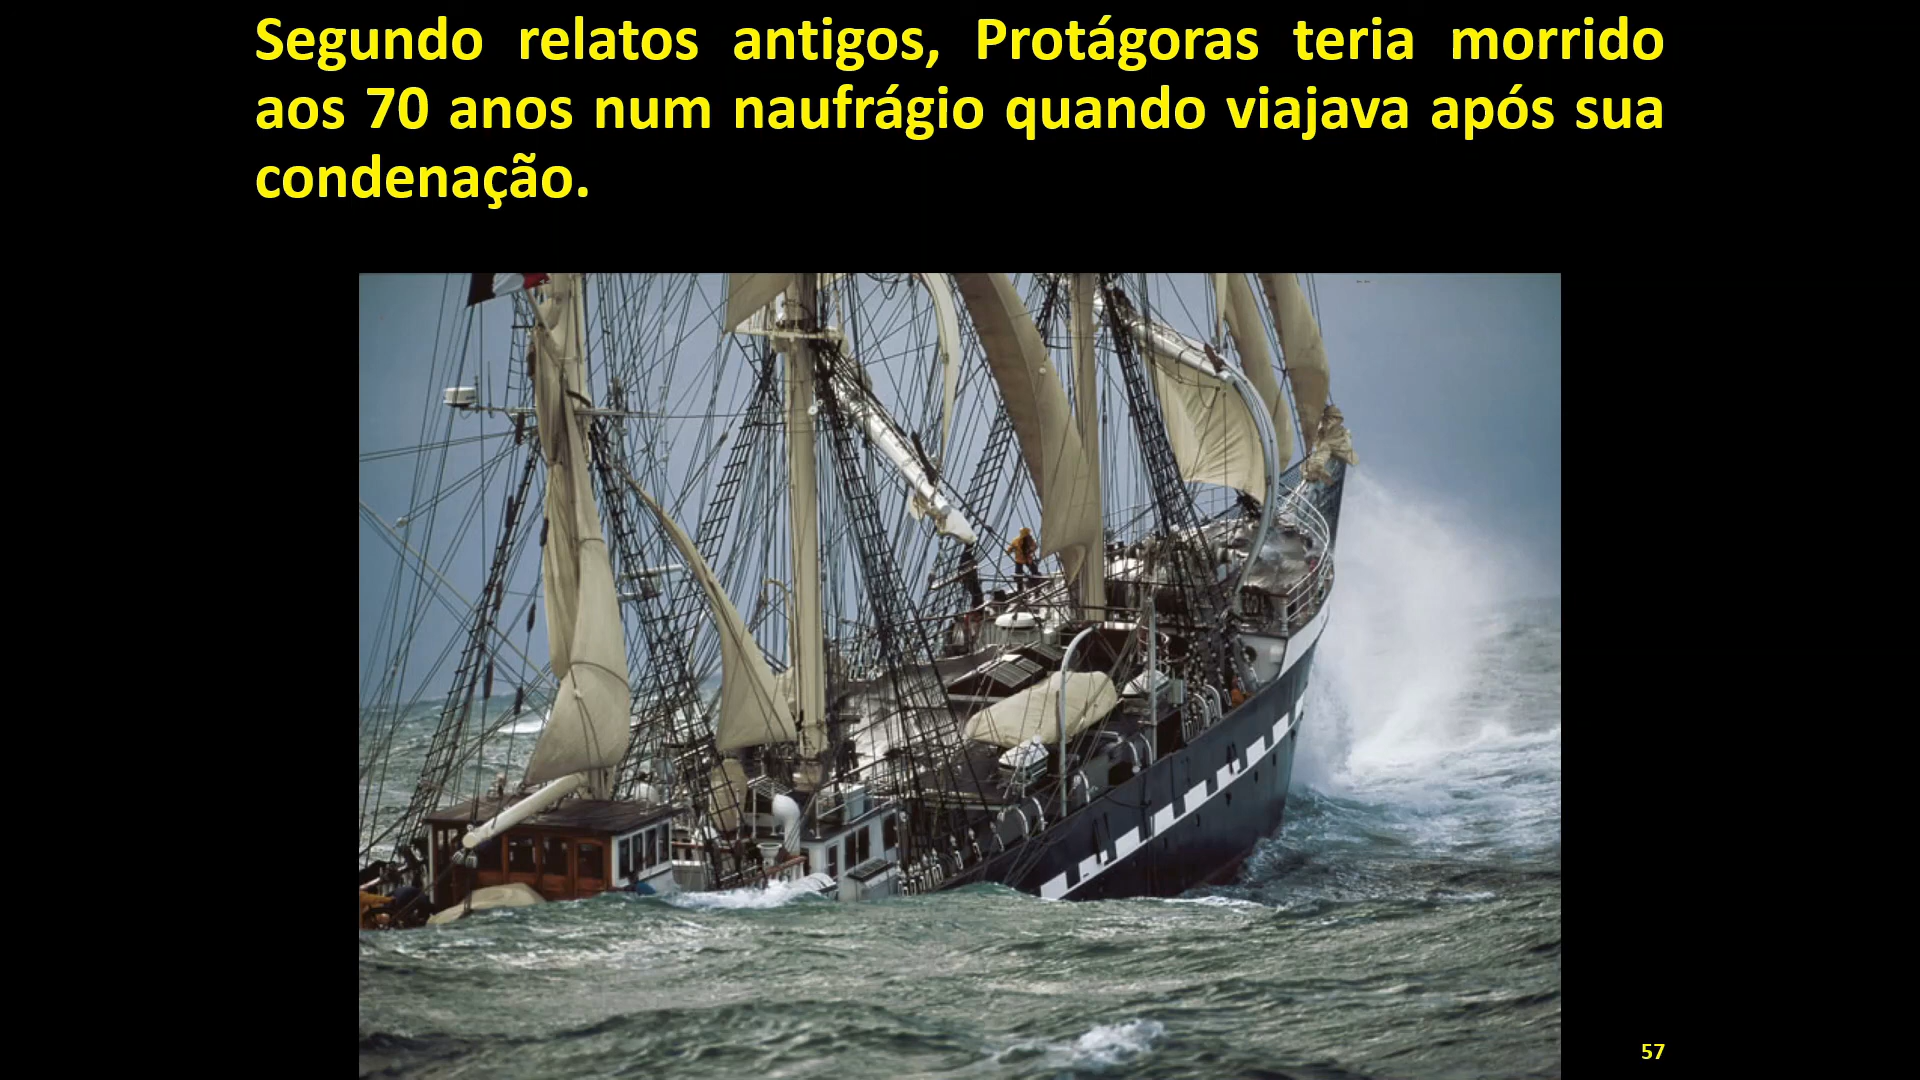 Segundo relatos antigos, Protágoras teria morrido
aos 70 anos num naufrágio quando viajava após sua
condenação.
57